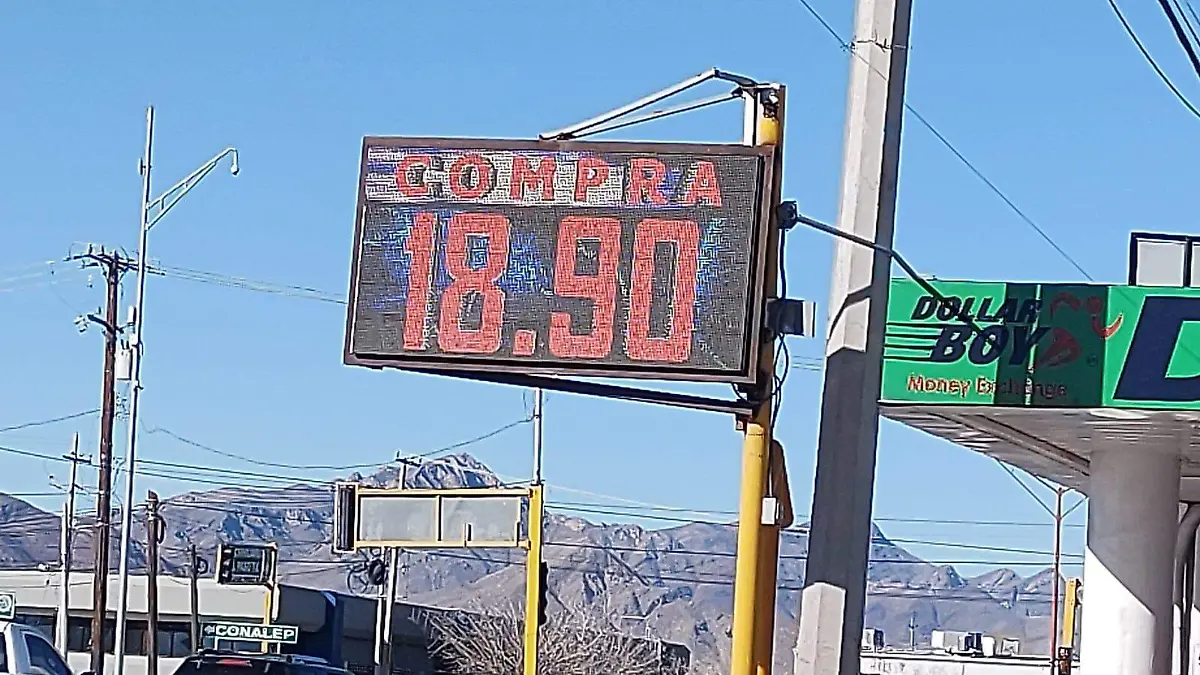 COMPRA
18.90
DOLLAR
BOY
Money Exchange
D
CONALEP